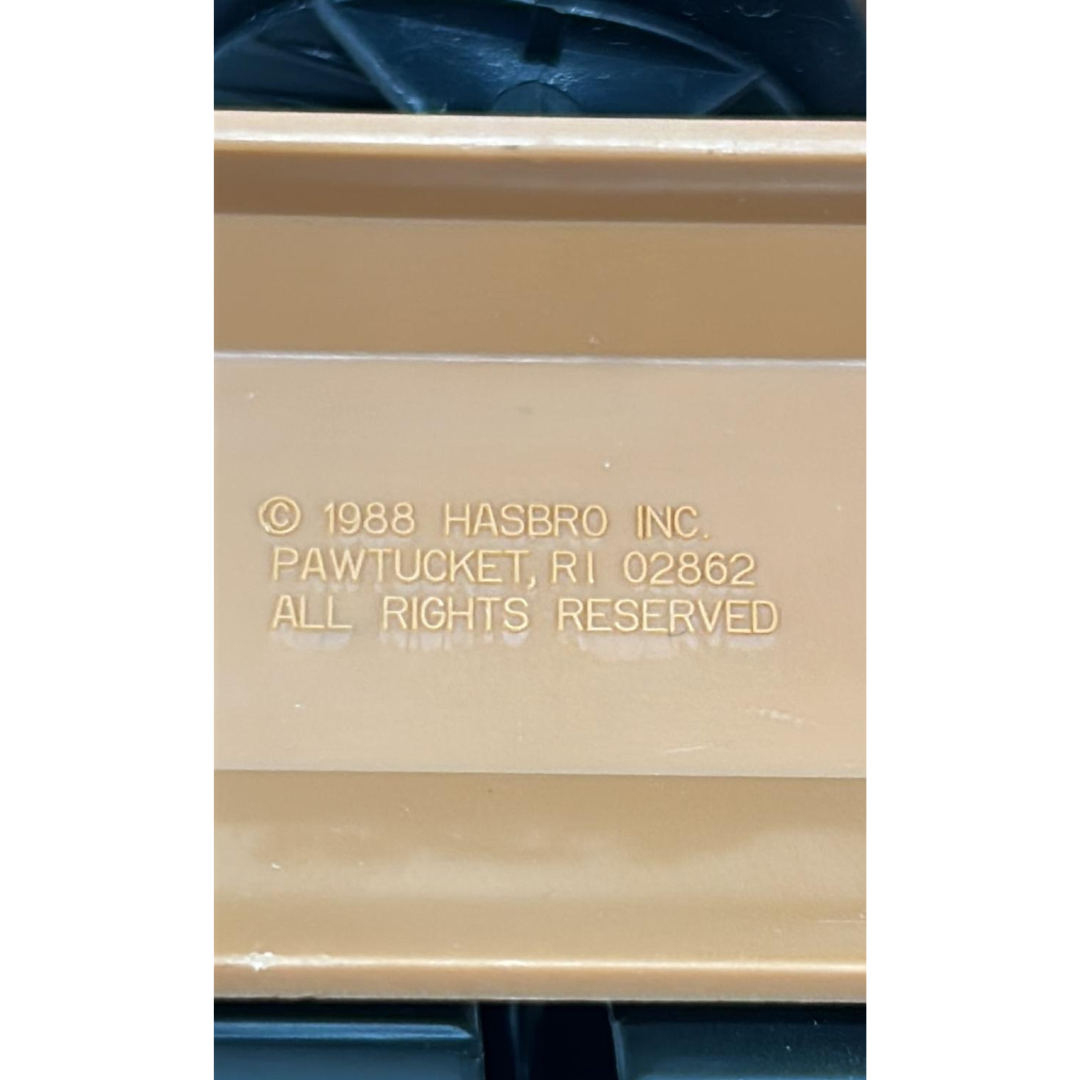 © 1988 HASBRO INC.
PAWTUCKET, RI 02862
ALL RIGHTS RESERVED